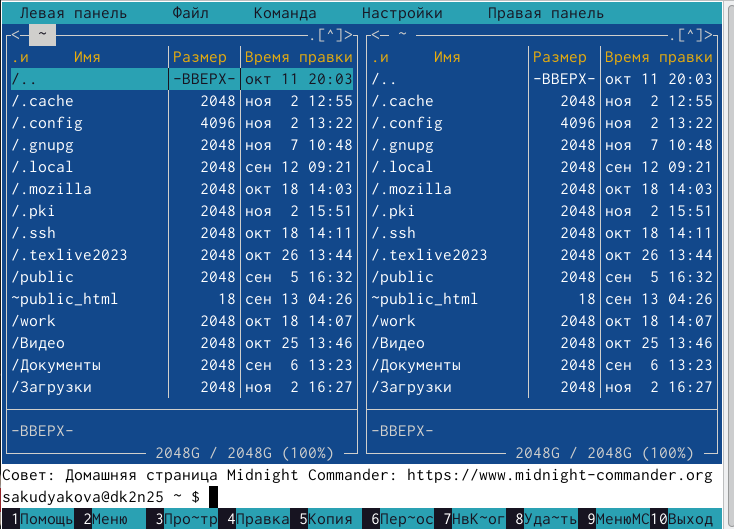 Левая панель Файл Команда Настройки Правая панель
<─ ~ .[^]> <─ ~ .[^]>
.и Имя Размер Время правки .и Имя Размер Время правки
/.. -ВВЕРХ- окт 11 20:03 /.. -ВВЕРХ- окт 11 20:03
/.cache 2048 ноя 2 12:55 /.cache 2048 ноя 2 12:55
/.config 4096 ноя 2 13:22 /.config 4096 ноя 2 13:22
/.gnupg 2048 ноя 7 10:48 /.gnupg 2048 ноя 7 10:48
/.local 2048 сен 12 09:21 /.local 2048 сен 12 09:21
/.mozilla 2048 окт 18 14:03 /.mozilla 2048 окт 18 14:03
/.pki 2048 ноя 2 15:51 /.pki 2048 ноя 2 15:51
/.ssh 2048 окт 18 14:11 /.ssh 2048 окт 18 14:11
/.texlive2023 2048 окт 26 13:44 /.texlive2023 2048 окт 26 13:44
/public 2048 сен 5 16:32 /public 2048 сен 5 16:32
~public_html 18 сен 13 04:26 ~public_html 18 сен 13 04:26
/work 2048 окт 18 14:07 /work 2048 окт 18 14:07
/Видео 2048 окт 25 13:46 /Видео 2048 окт 25 13:46
/Документы 2048 сен 6 13:23 /Документы 2048 сен 6 13:23
/Загрузки 2048 ноя 2 16:27 /Загрузки 2048 ноя 2 16:27
-ВВЕРХ- -ВВЕРХ-
2048G / 2048G (100%) 2048G / 2048G (100%)
Совет: Домашняя страница Midnight Commander: https://www.midnight-commander.org
sakudyakova@dk2n25 ~ $
1Помощь 2Меню 3Про~тр 4Правка 5Копия 6Пер~ос 7НвК~ог 8Уда~ть 9МенюMC 10Выход